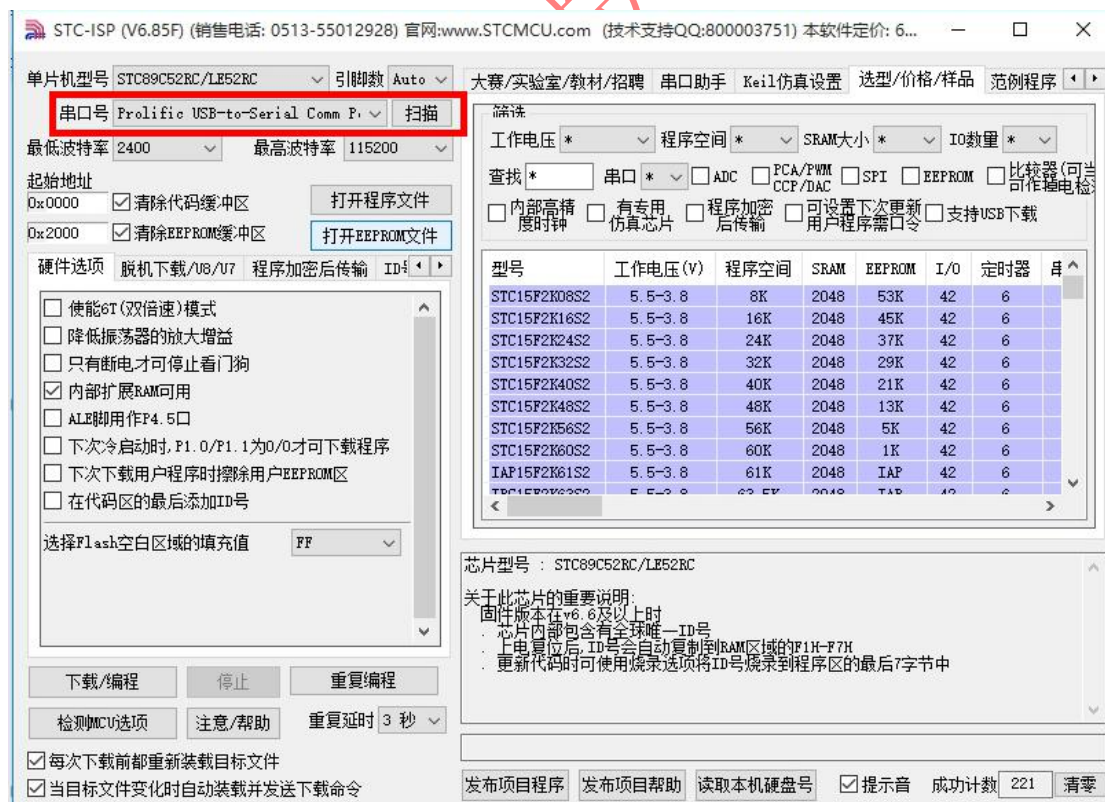 STC-ISP (V6.85F) (销售电话: 0513-55012928) 官网:www.STCMCU.com (技术支持QQ:800003751) 本软件定价: 6...
单片机型号 STC89C52RC/LE52RC 引脚数 Auto
串口号 Prolific USB-to-Serial Comm P 扫描
最低波特率 2400 最高波特率 115200
起始地址
0x0000 清除代码缓冲区 打开程序文件
0x2000 清除EEPROM缓冲区 打开EEPROM文件
硬件选项 脱机下载/U8/U7 程序加密后传输
使能6T(双倍速)模式
降低振荡器的放大增益
只有断电才可停止看门狗
内部扩展RAM可用
ALE脚用作P4.5口
下次冷启动时,P1.0/P1.1为0/0才可下载程序
下次下载用户程序时擦除用户EEPROM区
在代码区的最后添加ID号
选择Flash空白区域的填充值 FF
下载/编程 停止 重复编程
检测MCU选项 注意/帮助 重复延时 3 秒
每次下载前都重新装载目标文件
当目标文件变化时自动装载并发送下载命令
大赛/实验室/教材/招聘 串口助手 Keil仿真设置 选型/价格/样品 范例程序
筛选
工作电压 * 程序空间 * SRAM大小 * IO数量 *
查找 * 串口 * ADC PCA/PWM CCP/DAC SPI EEPROM 比较器(可当 可作掉电检
内部高精度时钟 有专用仿真芯片 程序加密后传输 可设置下次更新用户程序需口令 支持USB下载
型号 工作电压(V) 程序空间 SRAM EEPROM I/O 定时器
STC15F2K08S2 5.5-3.8 8K 2048 53K 42 6
STC15F2K16S2 5.5-3.8 16K 2048 45K 42 6
STC15F2K24S2 5.5-3.8 24K 2048 37K 42 6
STC15F2K32S2 5.5-3.8 32K 2048 29K 42 6
STC15F2K40S2 5.5-3.8 40K 2048 21K 42 6
STC15F2K48S2 5.5-3.8 48K 2048 13K 42 6
STC15F2K56S2 5.5-3.8 56K 2048 5K 42 6
STC15F2K60S2 5.5-3.8 60K 2048 1K 42 6
IAP15F2K61S2 5.5-3.8 61K 2048 IAP 42 6
芯片型号 : STC89C52RC/LE52RC
关于此芯片的重要说明:
固件版本在v6.6及以上时
. 芯片内部包含有全球唯一ID号
. 上电复位后,ID号会自动复制到RAM区域的F1H-F7H
. 更新代码时可使用烧录选项将ID号烧录到程序区的最后7字节中
发布项目程序 发布项目帮助 读取本机硬盘号 提示音 成功计数 221 清零